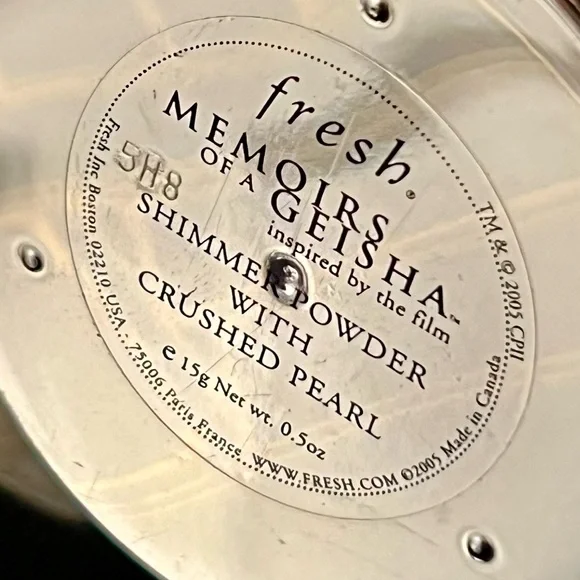 fresh®
MEMOIRS
OF A GEISHA™
inspired by the film
SHIMMER POWDER
WITH
CRUSHED PEARL
e 15g Net wt. 0.5oz
5H8
Fresh Inc Boston 02210 USA - 75006 Paris France WWW.FRESH.COM ©2005 Made in Canada
TM & © 2005 CPII